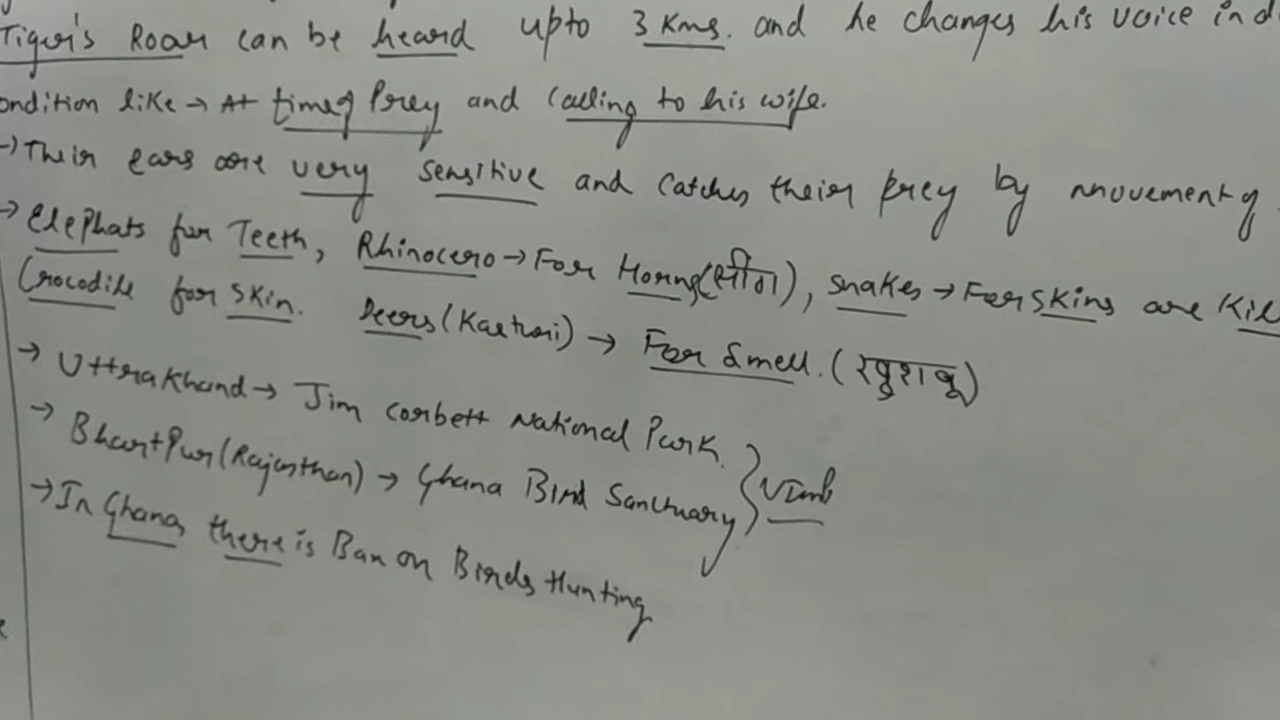 Tiger's Roar can be heard upto 3 Kms. and he changes his voice in di
ondition like → At time of Prey and Calling to his wife.
→ Their ears are very sensitive and Catches their prey by movement of
→ Elephats for Teeth, Rhinocero → For Horns (सींग), snakes → For Skins are Kil
Crocodile for Skin. Deers (Kasturi) → For Smell. (खुशबू)
→ Uttrakhand → Jim Corbett National Park.
→ BhartPur (Rajasthan) → Ghana Bird Sanctuary } VImb
→ In Ghana, there is Ban on Birds Hunting